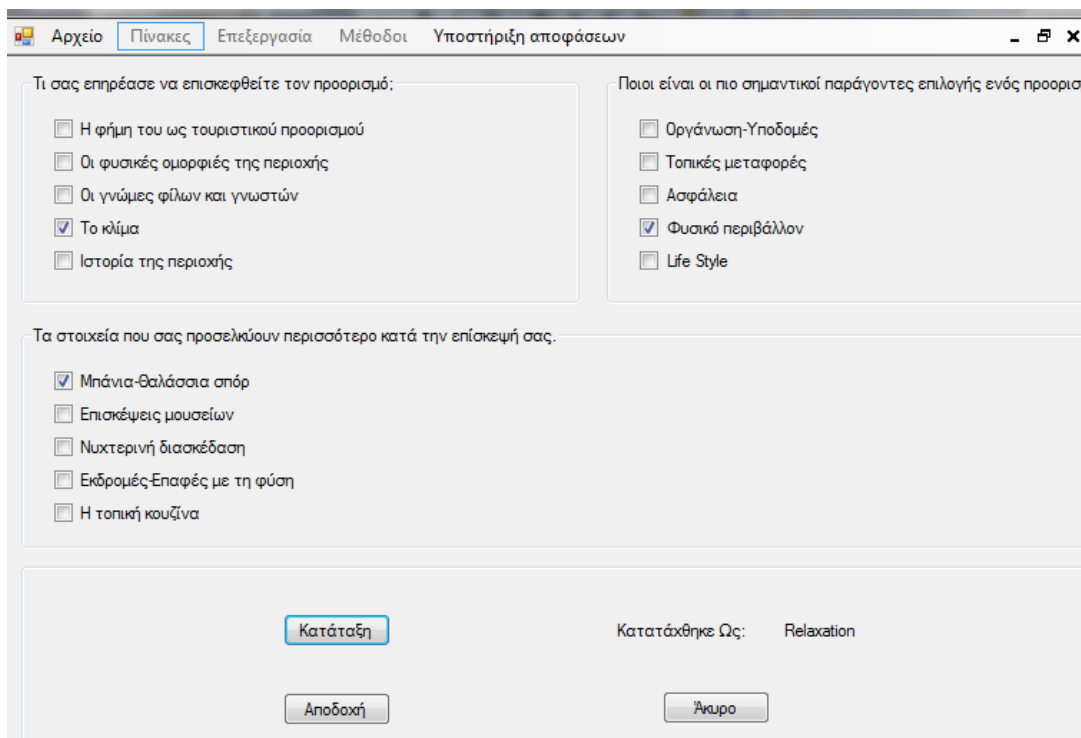 Αρχείο Πίνακες Επεξεργασία Μέθοδοι Υποστήριξη αποφάσεων
Τι σας επηρέασε να επισκεφθείτε τον προορισμό;
Η φήμη του ως τουριστικού προορισμού
Οι φυσικές ομορφιές της περιοχής
Οι γνώμες φίλων και γνωστών
Το κλίμα
Ιστορία της περιοχής
Ποιοι είναι οι πιο σημαντικοί παράγοντες επιλογής ενός προορισ
Οργάνωση-Υποδομές
Τοπικές μεταφορές
Ασφάλεια
Φυσικό περιβάλλον
Life Style
Τα στοιχεία που σας προσελκύουν περισσότερο κατά την επίσκεψή σας.
Μπάνια-Θαλάσσια σπόρ
Επισκέψεις μουσείων
Νυχτερινή διασκέδαση
Εκδρομές-Επαφές με τη φύση
Η τοπική κουζίνα
Κατάταξη Κατατάχθηκε Ως: Relaxation
Αποδοχή Άκυρο